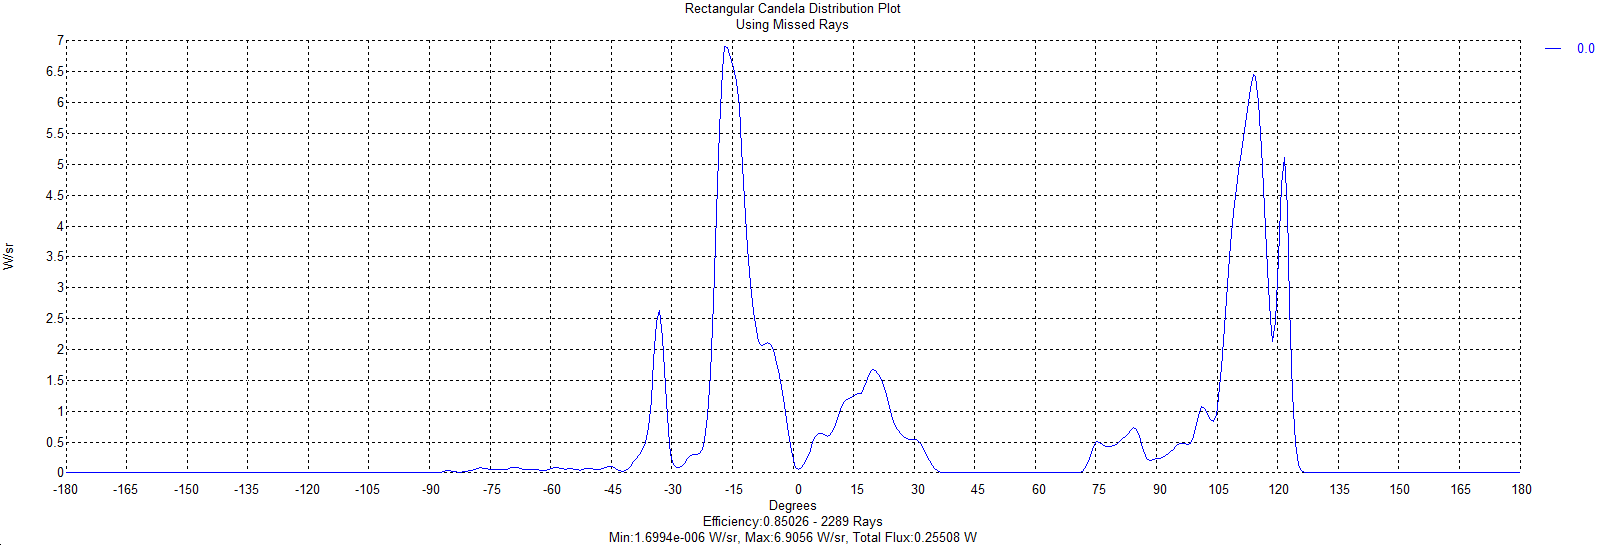 Rectangular Candela Distribution Plot
Using Missed Rays
0.0
7
6.5
6
5.5
5
4.5
4
3.5
3
2.5
2
1.5
1
0.5
0
W/sr
-180 -165 -150 -135 -120 -105 -90 -75 -60 -45 -30 -15 0 15 30 45 60 75 90 105 120 135 150 165 180
Degrees
Efficiency:0.85026 - 2289 Rays
Min:1.6994e-006 W/sr, Max:6.9056 W/sr, Total Flux:0.25508 W